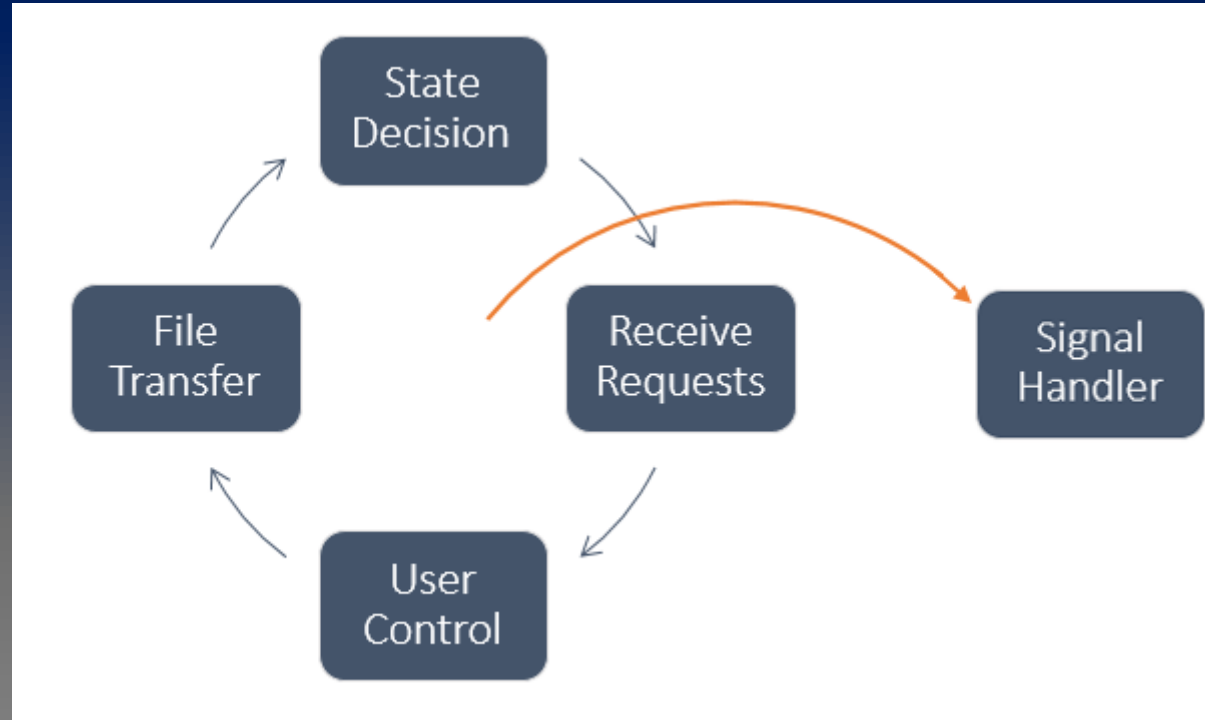 State
Decision
File
Transfer
Receive
Requests
Signal
Handler
User
Control